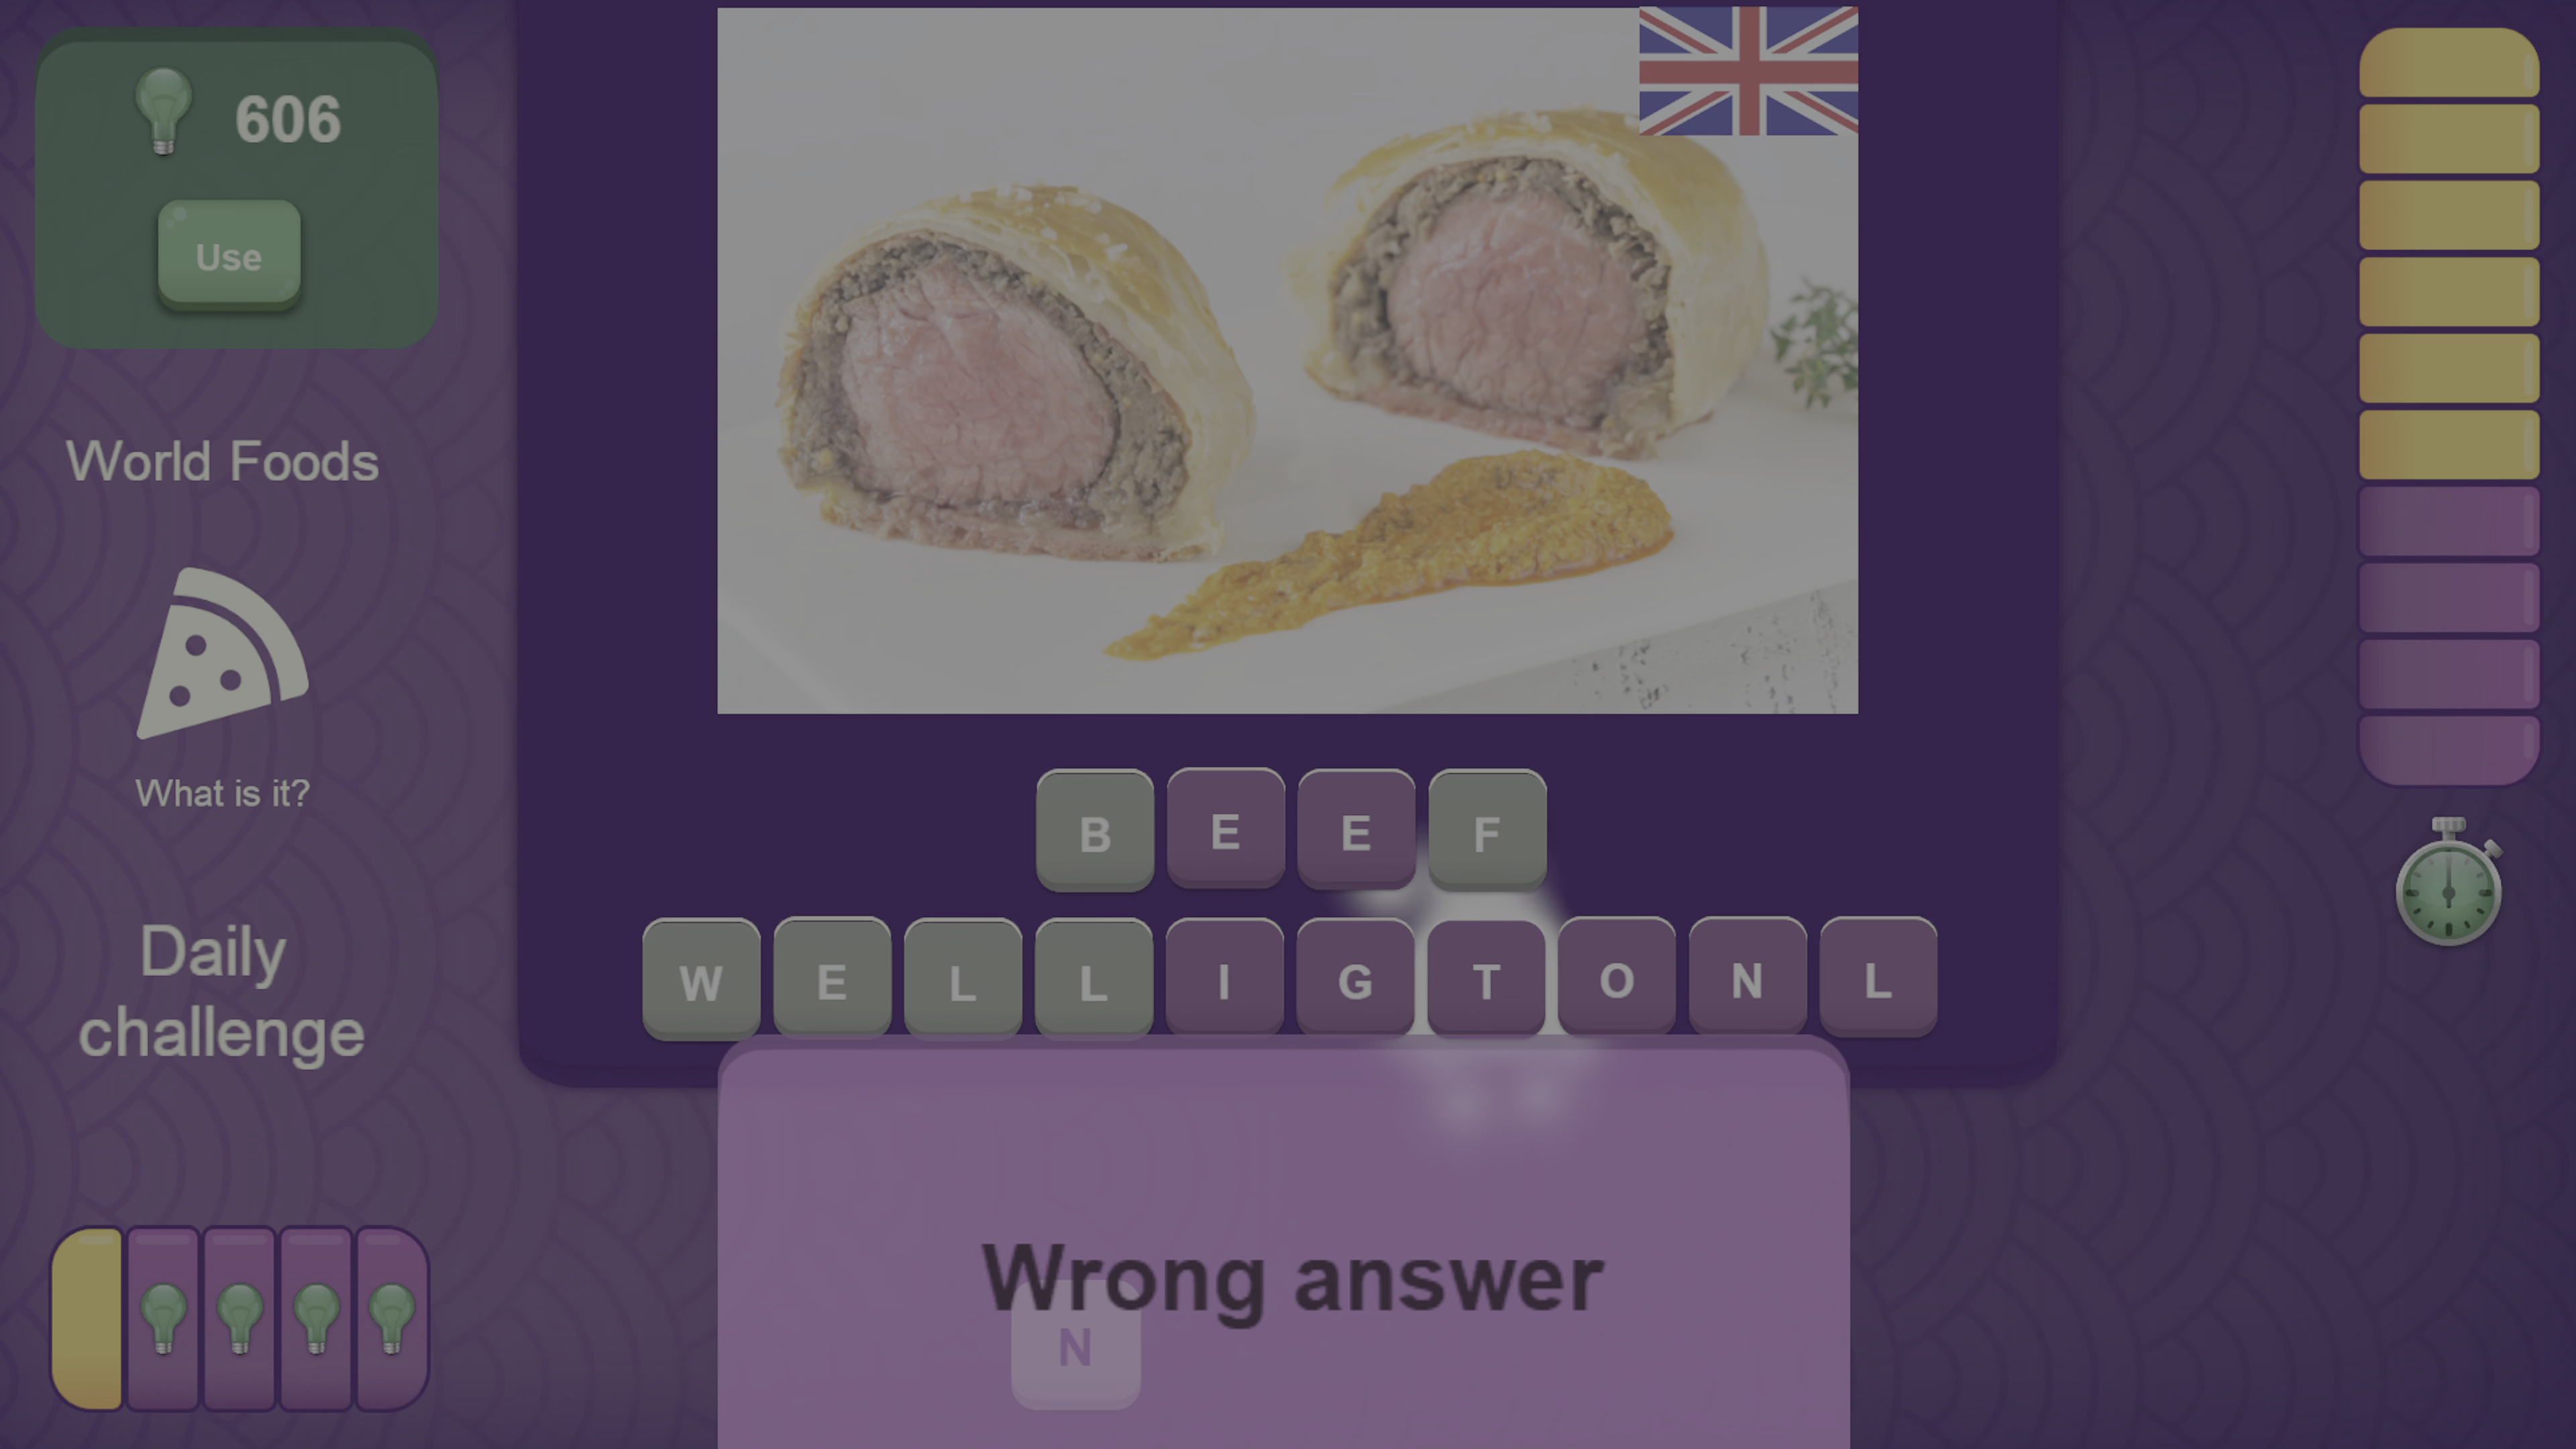 606
Use
World Foods
What is it?
Daily
challenge
B E E F
W E L L I G T O N L
Wrong answer
N